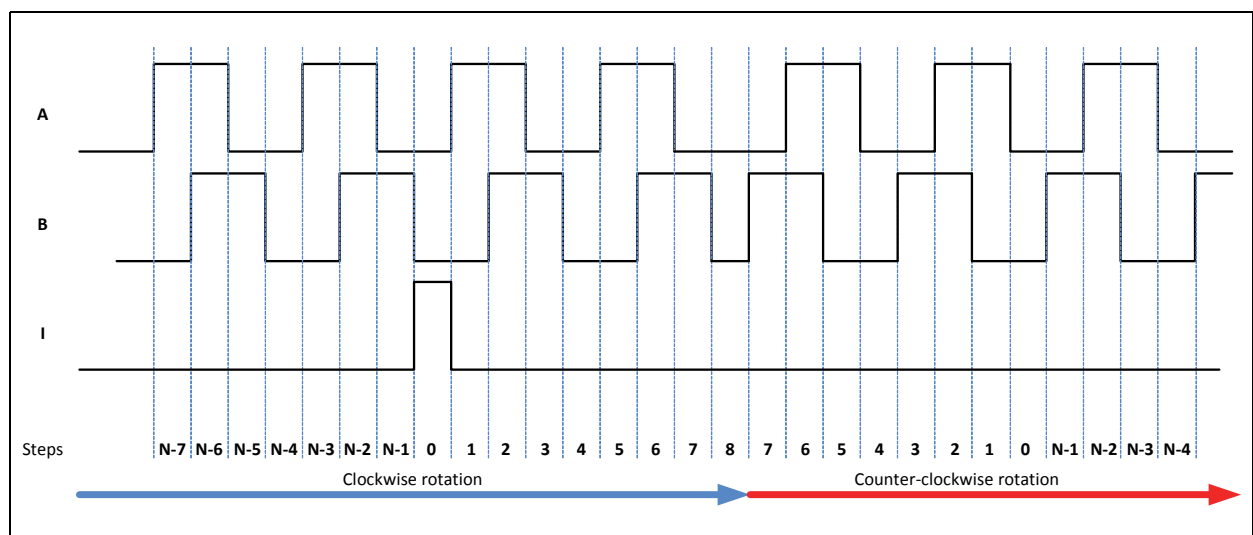 A
B
I
Steps N-7 N-6 N-5 N-4 N-3 N-2 N-1 0 1 2 3 4 5 6 7 8 7 6 5 4 3 2 1 0 N-1 N-2 N-3 N-4
Clockwise rotation Counter-clockwise rotation